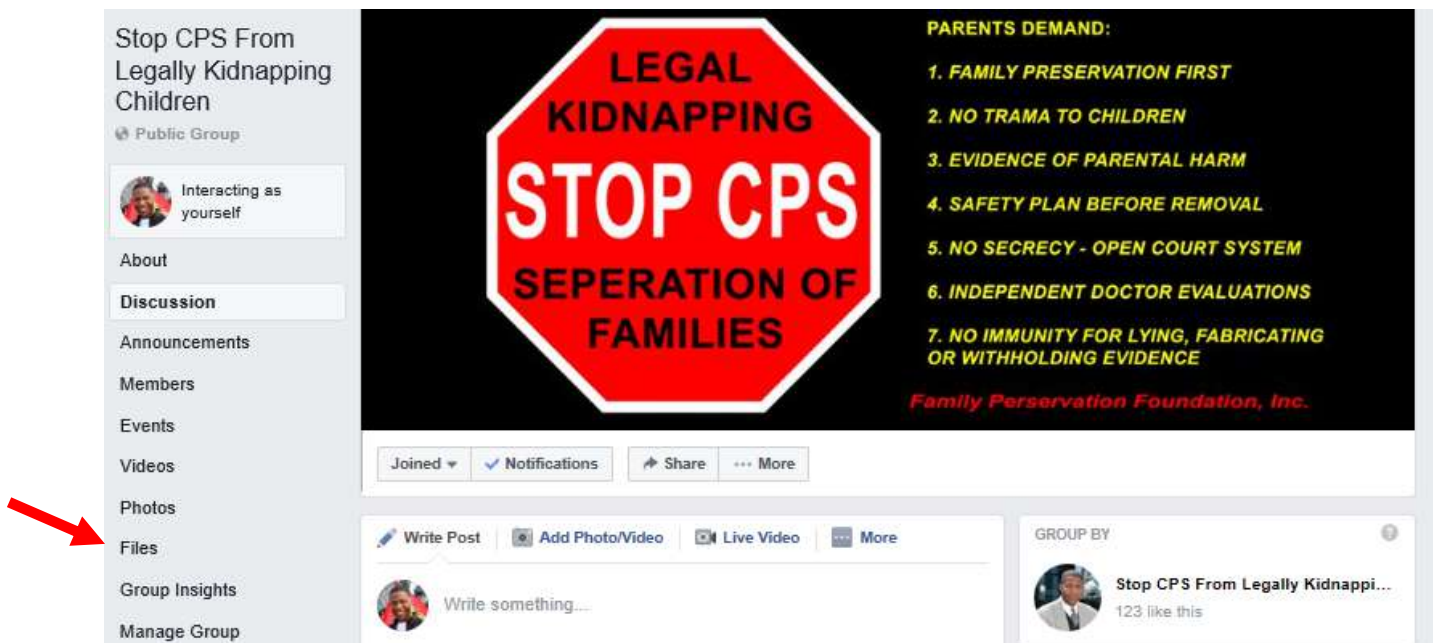 Stop CPS From
Legally Kidnapping
Children
Public Group
Interacting as
yourself
About
Discussion
Announcements
Members
Events
Videos
Photos
Files
Group Insights
Manage Group
LEGAL
KIDNAPPING
STOP CPS
SEPERATION OF
FAMILIES
PARENTS DEMAND:
1. FAMILY PRESERVATION FIRST
2. NO TRAMA TO CHILDREN
3. EVIDENCE OF PARENTAL HARM
4. SAFETY PLAN BEFORE REMOVAL
5. NO SECRECY - OPEN COURT SYSTEM
6. INDEPENDENT DOCTOR EVALUATIONS
7. NO IMMUNITY FOR LYING, FABRICATING
OR WITHHOLDING EVIDENCE
Family Perservation Foundation, Inc.
Joined Notifications Share More
Write Post Add Photo/Video Live Video More
Write something...
GROUP BY ?
Stop CPS From Legally Kidnappi...
123 like this